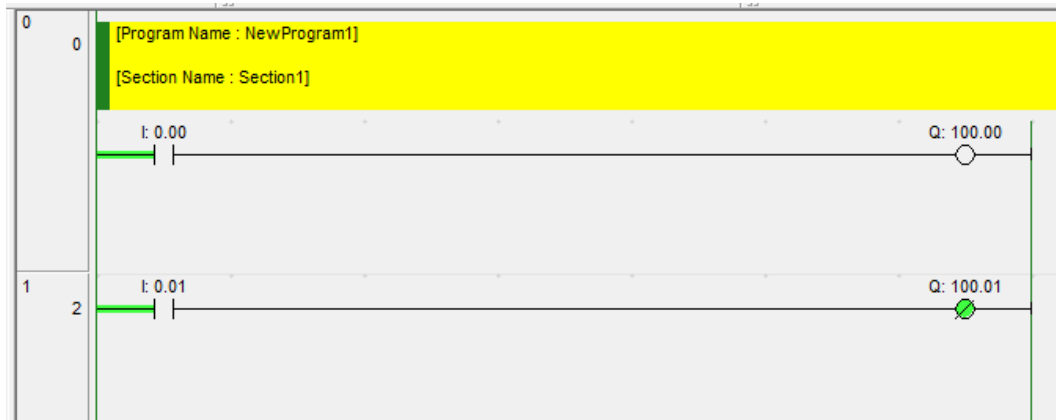 0
0
[Program Name : NewProgram1]
[Section Name : Section1]
I: 0.00
Q: 100.00
1
2
I: 0.01
Q: 100.01